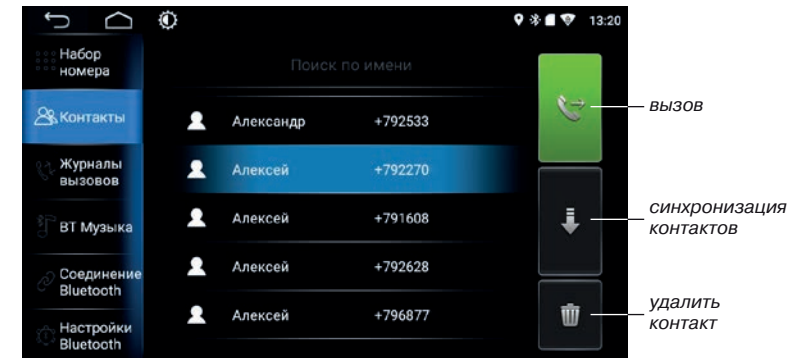 13:20
Набор
номера
Контакты
Журналы
вызовов
BT Музыка
Соединение
Bluetooth
Настройки
Bluetooth
Поиск по имени
Александр +792533
Алексей +792270
Алексей +791608
Алексей +792628
Алексей +796877
вызов
синхронизация
контактов
удалить
контакт